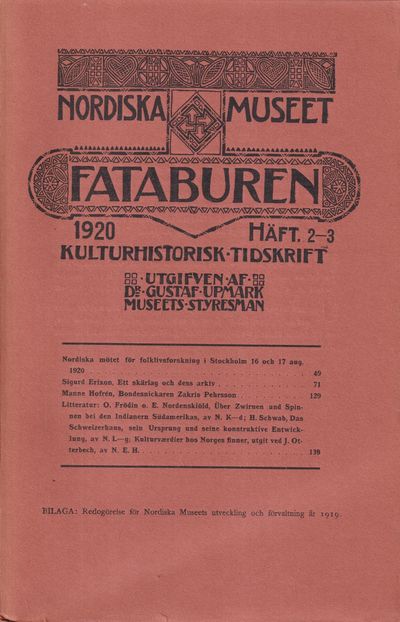 NORDISKA MUSEET
FATABUREN
1920 HÄFT. 2–3
KULTURHISTORISK·TIDSKRIFT
·UTGIFVEN·AF·
DR·GUSTAF·UPMARK
MUSEETS·STYRESMAN
Nordiska mötet för folklivsforskning i Stockholm 16 och 17 aug.
1920 . . . . . . . . . . . . . . . . . . 49
Sigurd Erixon, Ett skärlag och dess arkiv . . . . . . . . . 71
Manne Hofrén, Bondesnickaren Zakris Pehrsson . . . . . . . 129
Litteratur: O. Frödin o. E. Nordenskiöld, Über Zwirnen und Spin-
nen bei den Indianern Südamerikas, av N. K—d; H. Schwab, Das
Schweizerhaus, sein Ursprung und seine konstruktive Entwick-
lung, av N. L—g; Kulturværdier hos Norges finner, utgit ved J. Ot-
terbech, av N. E. H. . . . . . . . . . . . . . . 139
BILAGA: Redogörelse för Nordiska Museets utveckling och förvaltning år 1919.